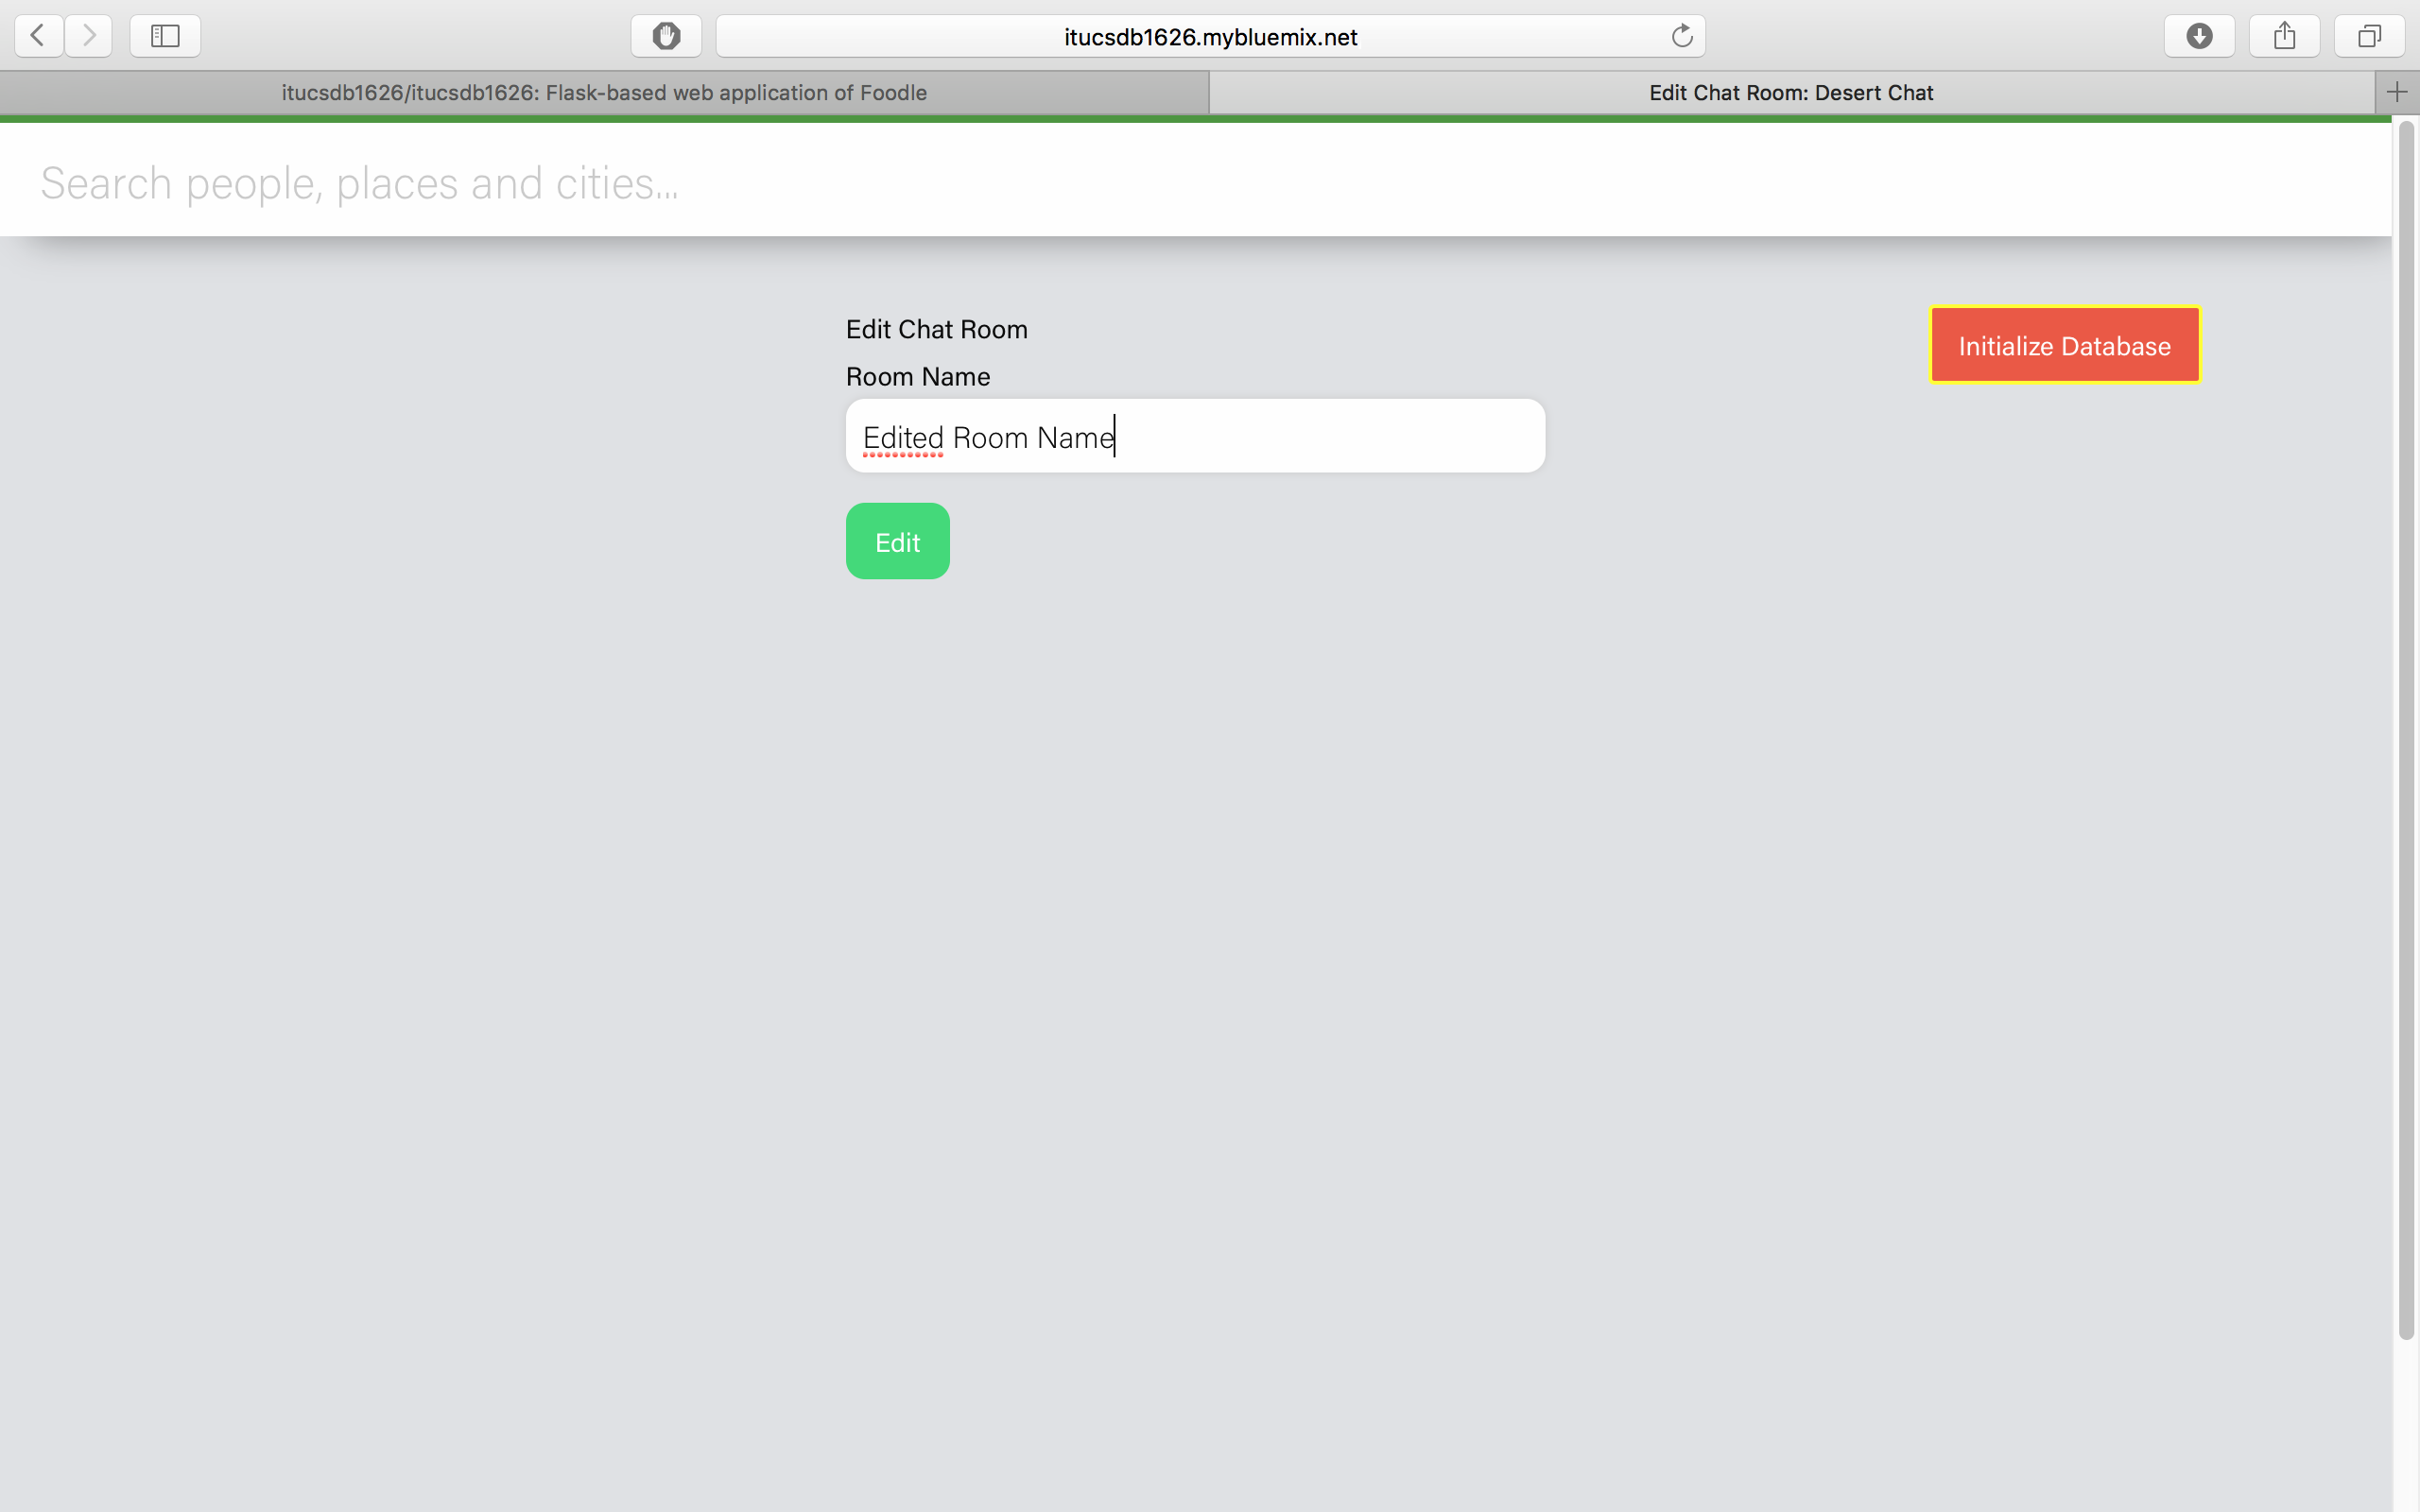 itucsdb1626.mybluemix.net
itucsdb1626/itucsdb1626: Flask-based web application of Foodle
Edit Chat Room: Desert Chat
Search people, places and cities...
Edit Chat Room
Initialize Database
Room Name
Edited Room Name
Edit